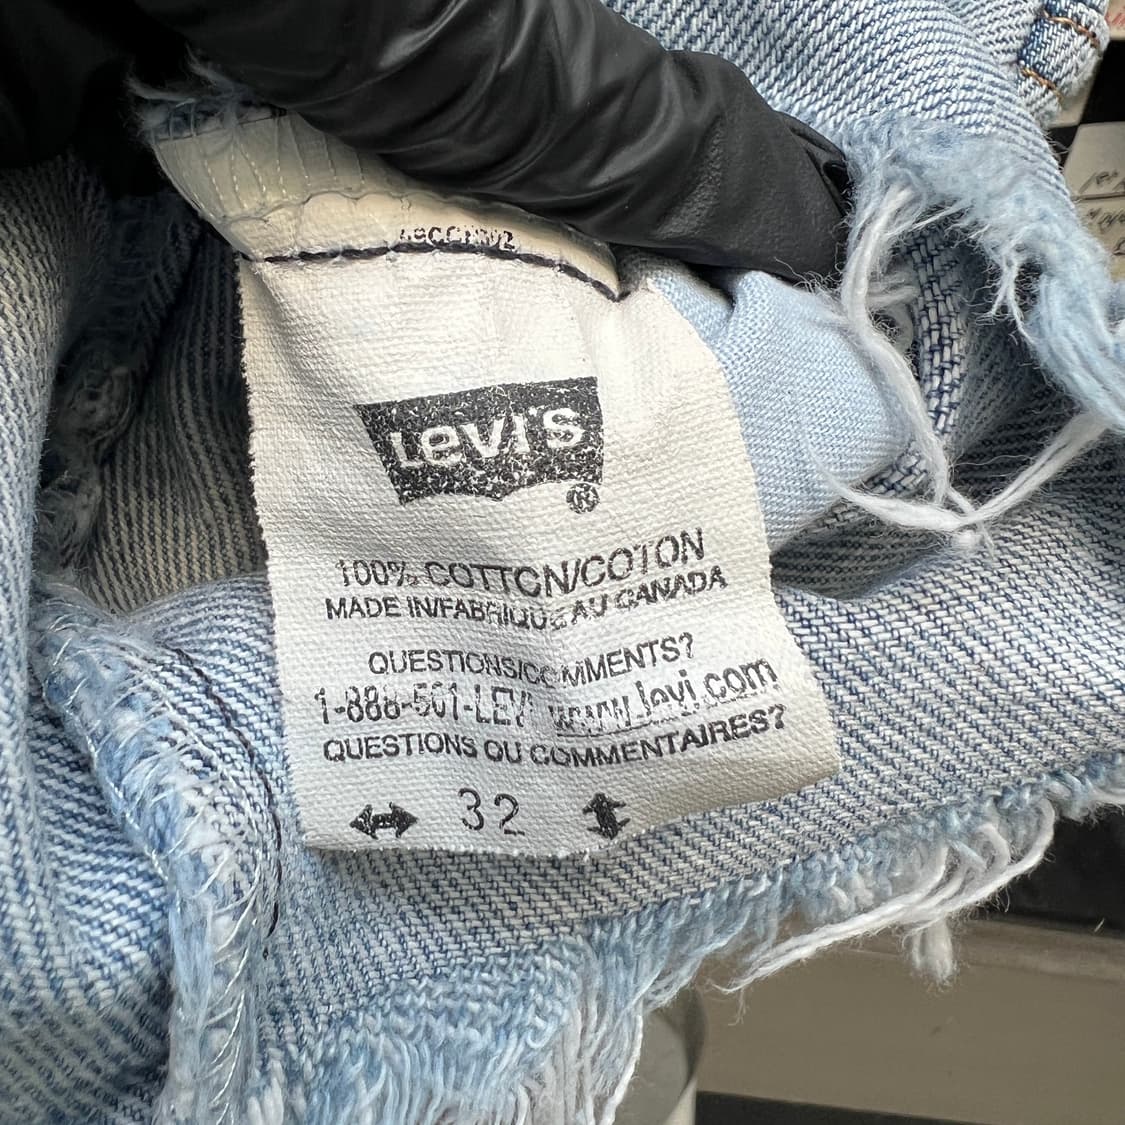 Levi's
®
100% COTTON/COTON
MADE IN/FABRIQUE AU CANADA
QUESTIONS/COMMENTS?
1-888-501-LEVI www.levi.com
QUESTIONS OU COMMENTAIRES?
↔ 32 ↕